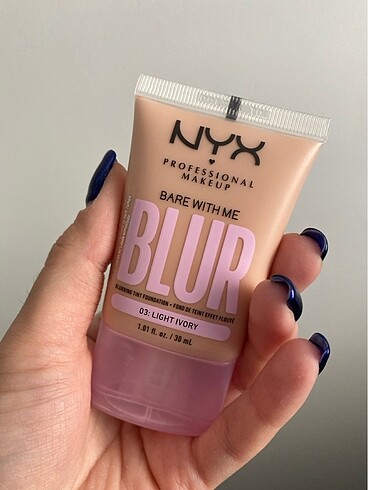 NYX
PROFESSIONAL
MAKEUP
BARE WITH ME
BLUR
BLURRING TINT FOUNDATION • FOND DE TEINT EFFET FLOUTÉ
03: LIGHT IVORY
1.01 fl. oz. / 30 mL